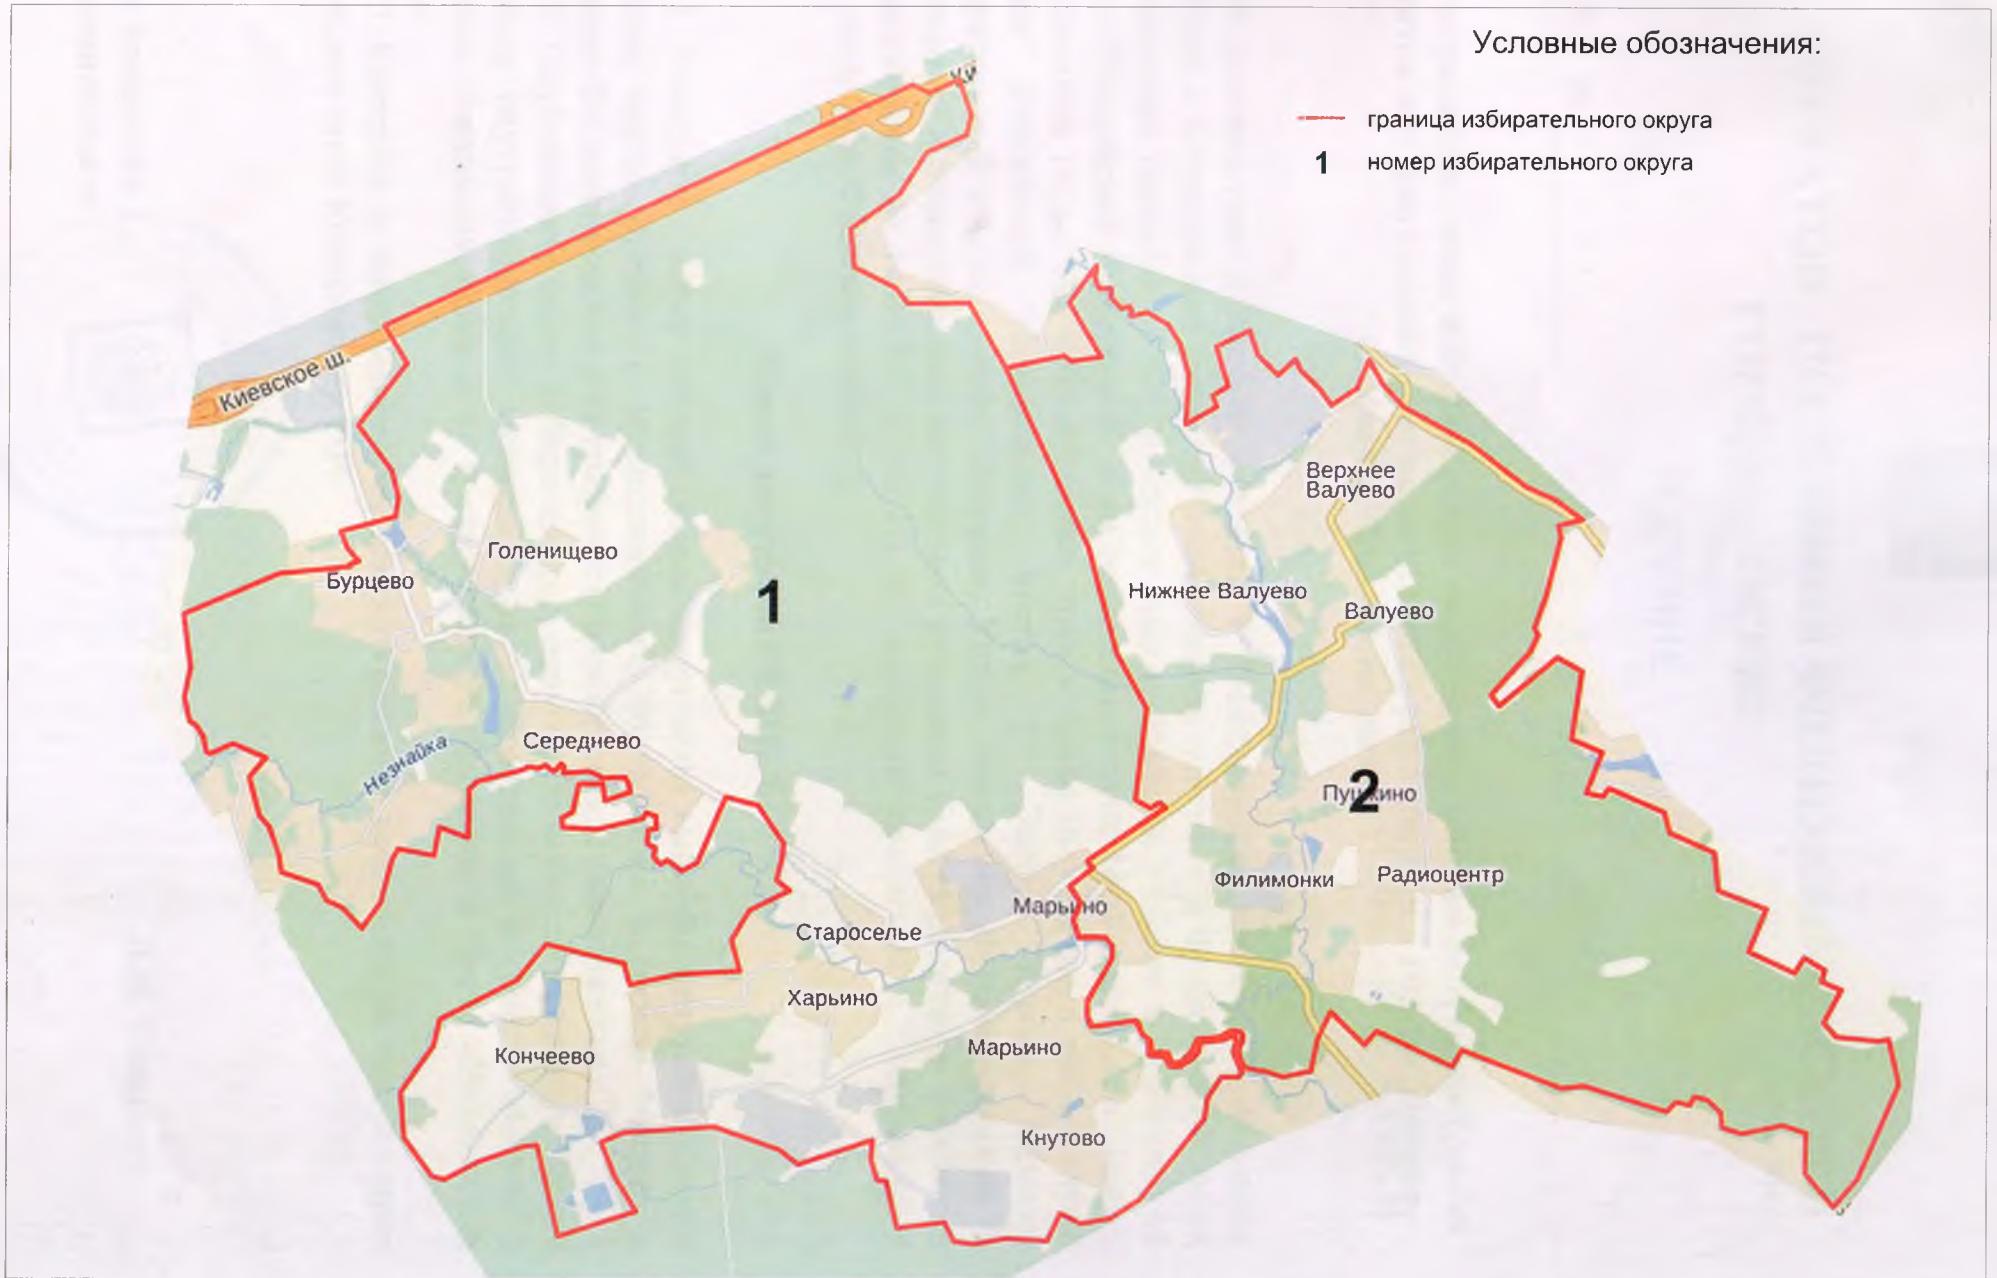 Условные обозначения:
граница избирательного округа
1 номер избирательного округа
Киевское ш.
Верхнее
Валуево
Голенищево
Бурцево
1
Нижнее Валуево
Валуево
Середнево
Незнайка
Пушкино
2
Филимонки
Радиоцентр
Марьино
Староселье
Харьино
Марьино
Кончеево
Кнутово